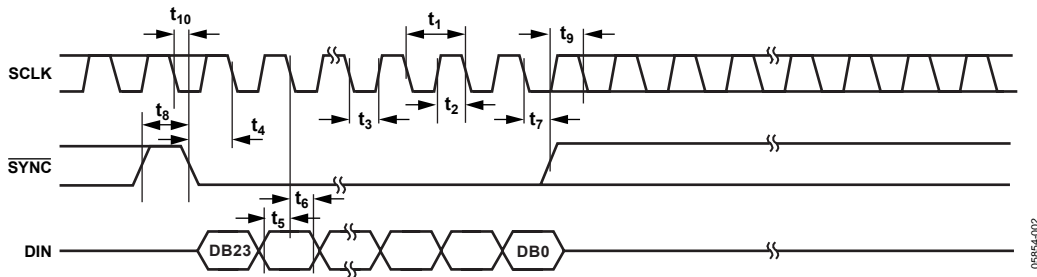 t10
t1
t9
SCLK
t8
t4
t3
t2
t7
SYNC
t6
t5
DIN
DB23
DB0
05854-002